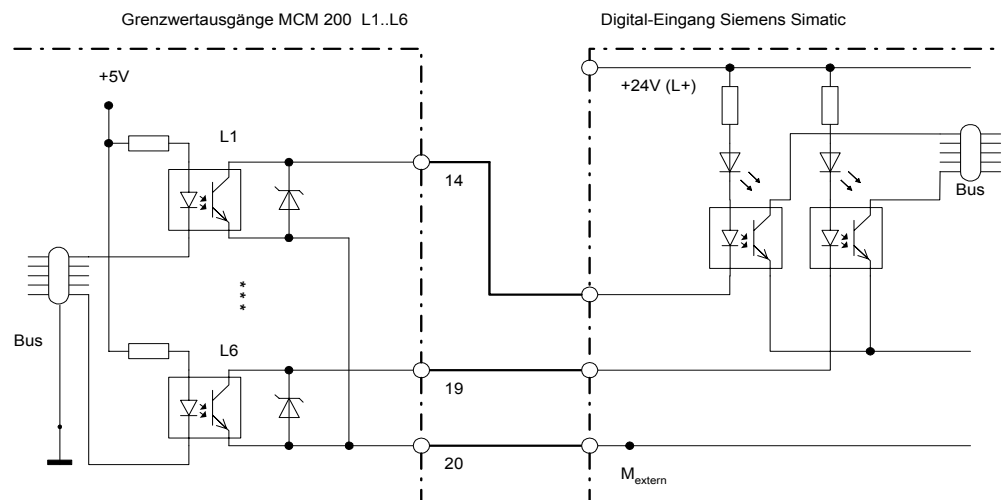 Grenzwertausgänge MCM 200 L1..L6
Digital-Eingang Siemens Simatic
+5V
+24V (L+)
L1
14
Bus
***
Bus
L6
19
20
Mextern